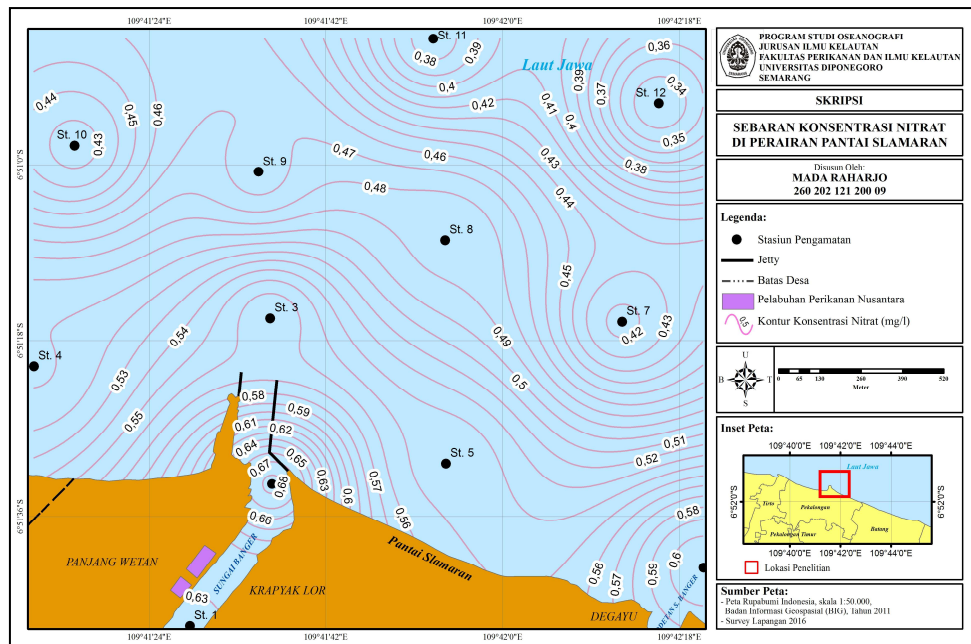 109°41'24"E 109°41'42"E 109°42'0"E 109°42'18"E
St. 11
0,39
0,38
0,4
0,42
Laut Jawa
0,36
0,39
0,37
0,34
St. 12
0,41
0,4
0,35
0,38
0,44
0,45
0,46
St. 10
0,43
St. 9
0,47
0,46
0,43
0,48
0,44
6°51'0"S
St. 8
0,45
St. 3
St. 7
0,43
0,42
0,54
0,49
6°51'18"S
St. 4
0,53
0,5
0,55
0,58
0,59
0,61
0,62
0,51
0,64
0,65
0,52
0,67
0,63
0,57
St. 5
0,68
0,6
0,66
0,56
0,58
6°51'36"S
PANJANG WETAN
SUNGAI BANGER
Pantai Slamaran
0,6
0,56
0,59
0,57
KRAPYAK LOR
0,63
St. 1
DEGAYU
109°41'24"E 109°41'42"E 109°42'0"E 109°42'18"E
PROGRAM STUDI OSEANOGRAFI
JURUSAN ILMU KELAUTAN
FAKULTAS PERIKANAN DAN ILMU KELAUTAN
UNIVERSITAS DIPONEGORO
SEMARANG
SKRIPSI
SEBARAN KONSENTRASI NITRAT
DI PERAIRAN PANTAI SLAMARAN
Disusun Oleh:
MADA RAHARJO
260 202 121 200 09
Legenda:
Stasiun Pengamatan
Jetty
Batas Desa
Pelabuhan Perikanan Nusantara
0,5 Kontur Konsentrasi Nitrat (mg/l)
U
B T
S
0 65 130 260 390 520
Meter
Inset Peta:
109°40'0"E 109°42'0"E 109°44'0"E
Laut Jawa
6°52'0"S 6°52'0"S
Tirto
Pekalongan
Batang
Pekalongan Timur
109°40'0"E 109°42'0"E 109°44'0"E
Lokasi Penelitian
Sumber Peta:
- Peta Rupabumi Indonesia, skala 1:50,000,
Badan Informasi Geospasial (BIG), Tahun 2011
- Survey Lapangan 2016